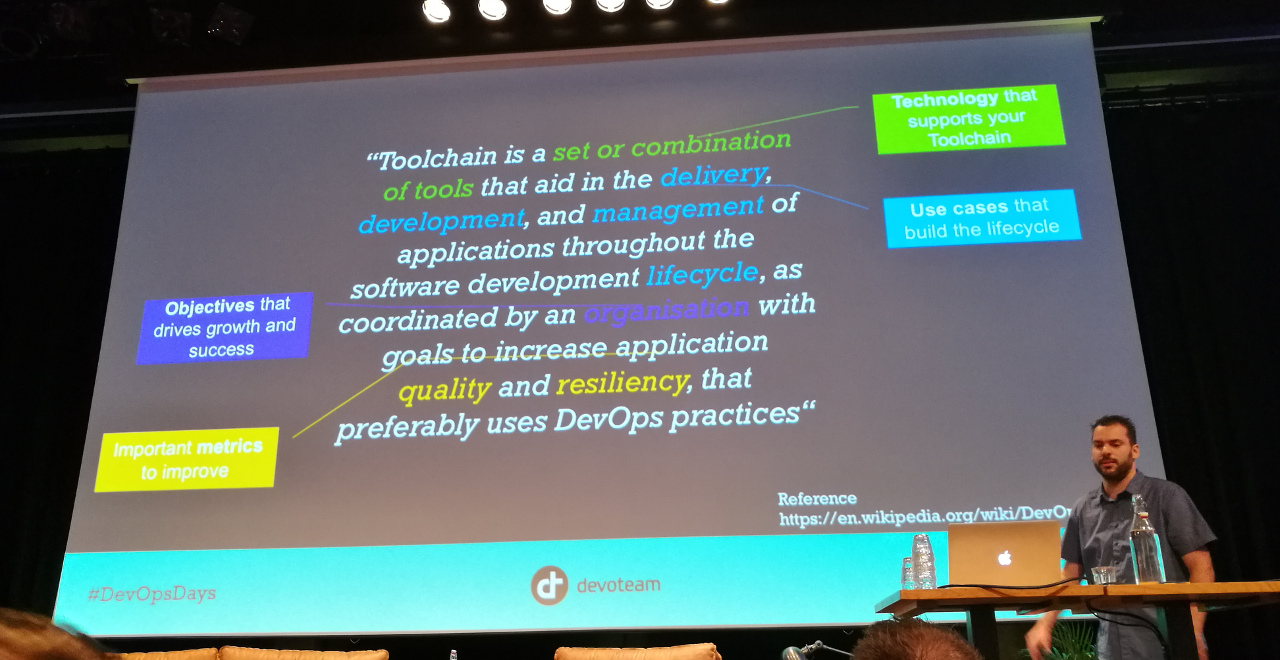 “Toolchain is a set or combination
of tools that aid in the delivery,
development, and management of
applications throughout the
software development lifecycle, as
coordinated by an organisation with
goals to increase application
quality and resiliency, that
preferably uses DevOps practices“
Technology that
supports your
Toolchain
Use cases that
build the lifecycle
Objectives that
drives growth and
success
Important metrics
to improve
Reference
https://en.wikipedia.org/wiki/DevOp
#DevOpsDays
dt devoteam